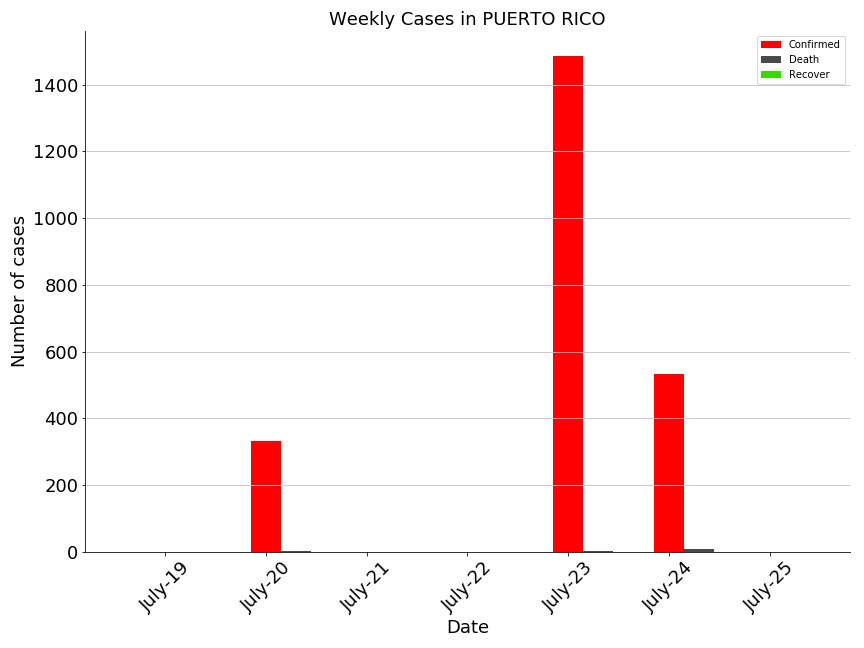 Weekly Cases in PUERTO RICO
Confirmed
Death
Recover
Number of cases
1400
1200
1000
800
600
400
200
0
July-19
July-20
July-21
July-22
July-23
July-24
July-25
Date